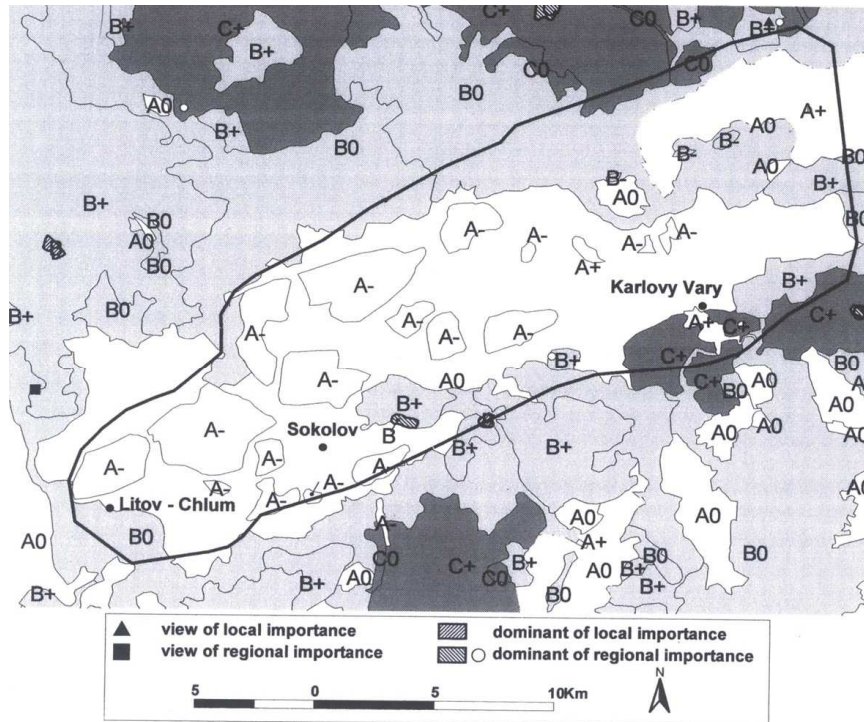 B+ C+ B+ C+ C0 B+ B+
C0 C0
A0 B0 A0 A+
B+ B0 B- B- A0 B0
B+ B- A0 B+
B0 A0 B0 A- A- A- A- B0
B0 A- A+ B+
B+ Karlovy Vary
A- A- A- A- A+ C+ C+
B+ C+ B0
A- A0 C+ B0 A0 A0
B+
A- Sokolov B B B+ A0 A0
A- A- A- B+
A- A- A-
Litov - Chlum
A0 B0 A- A0 A0
C0 C+ C0 A+ B0 B0
B+ B+ A0 B+ A0 B+ B+ B0
view of local importance dominant of local importance
view of regional importance dominant of regional importance
N
5 0 5 10Km